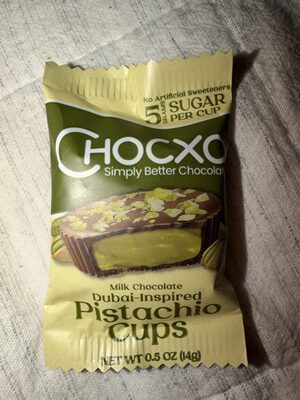 No Artificial Sweeteners
5 GRAMS SUGAR
PER CUP
CHOCXO
Simply Better Chocolate
Milk Chocolate
Dubai-Inspired
Pistachio
Cups
NET WT 0.5 OZ (14g)